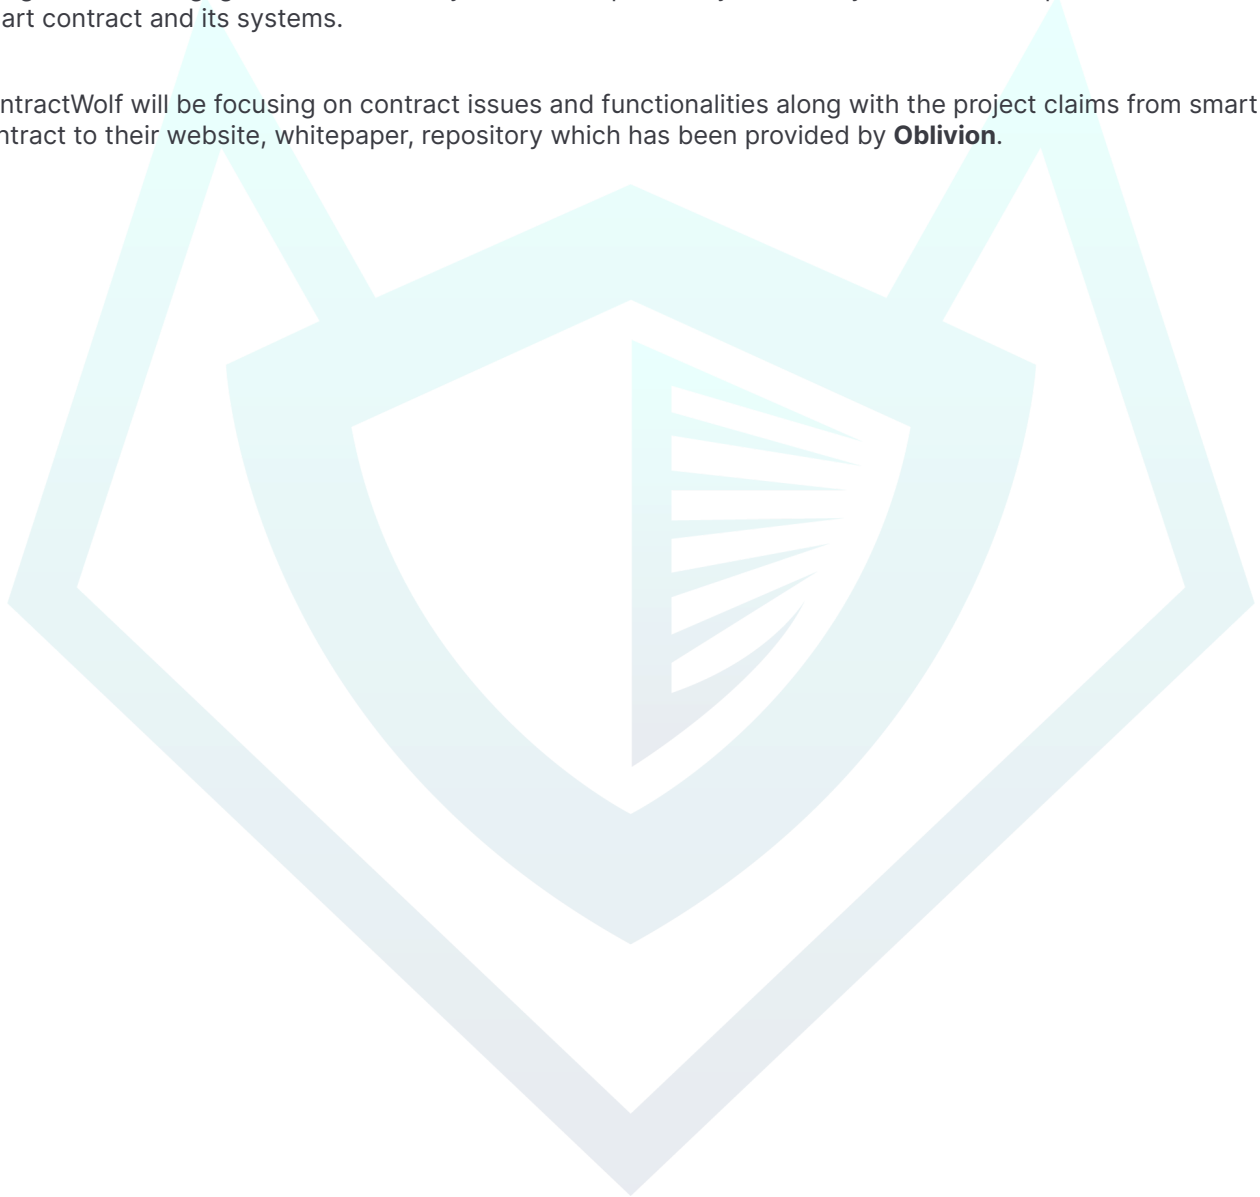 art contract and its systems.
ntractWolf will be focusing on contract issues and functionalities along with the project claims from smart
ntract to their website, whitepaper, repository which has been provided by Oblivion.